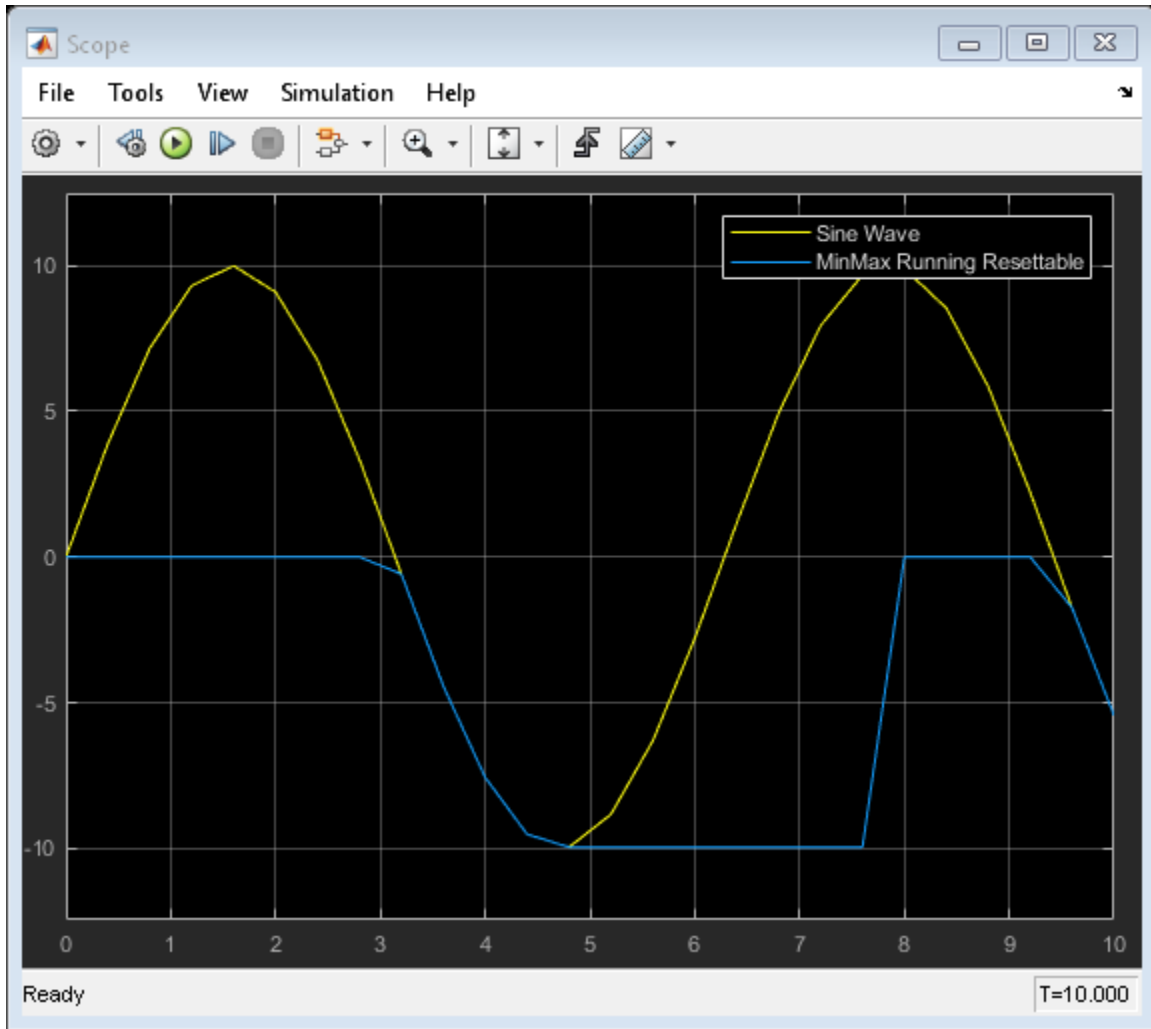 Scope
File Tools View Simulation Help
Sine Wave
MinMax Running Resettable
10
5
0
-5
-10
0 1 2 3 4 5 6 7 8 9 10
Ready T=10.000